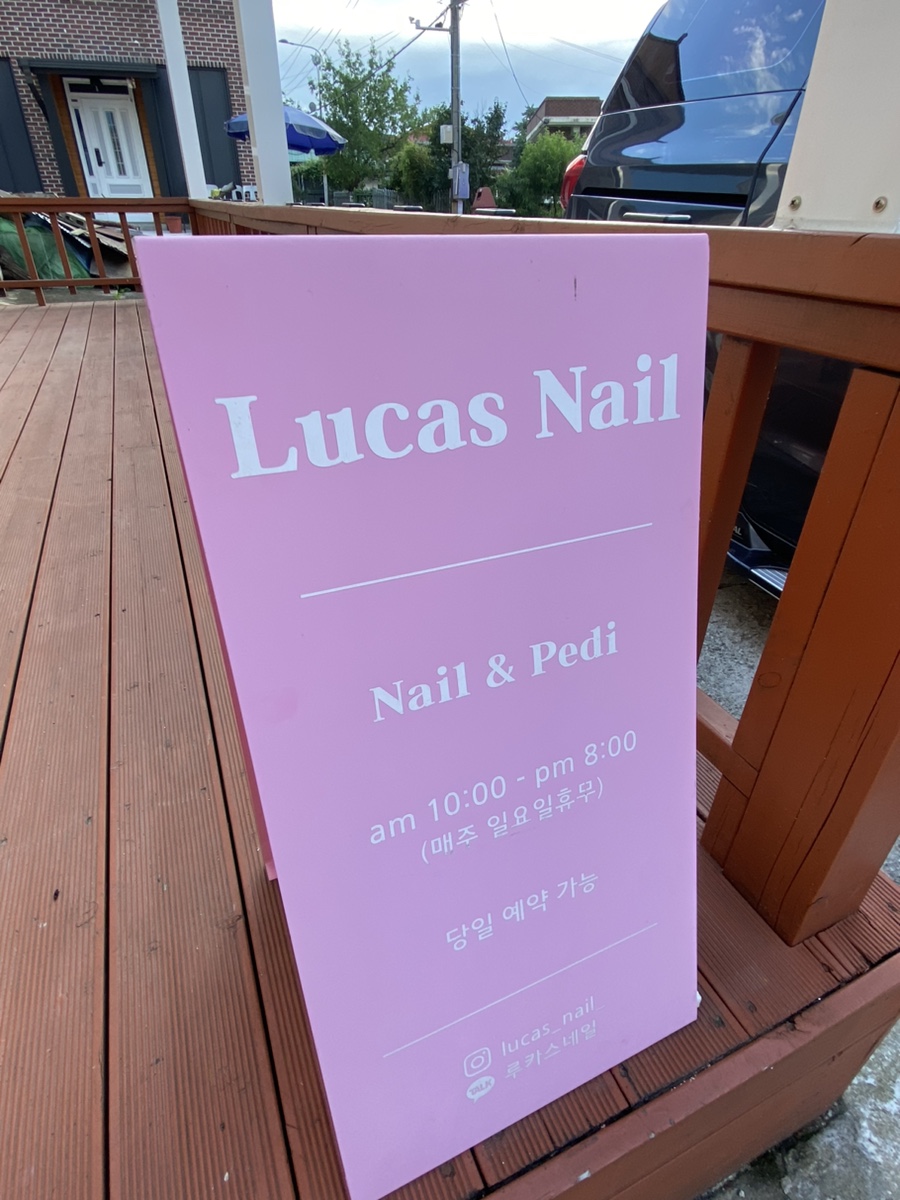 Lucas Nail
Nail & Pedi
am 10:00 - pm 8:00
(매주 일요일휴무)
당일 예약 가능
lucas_nail_
TALK 루카스네일